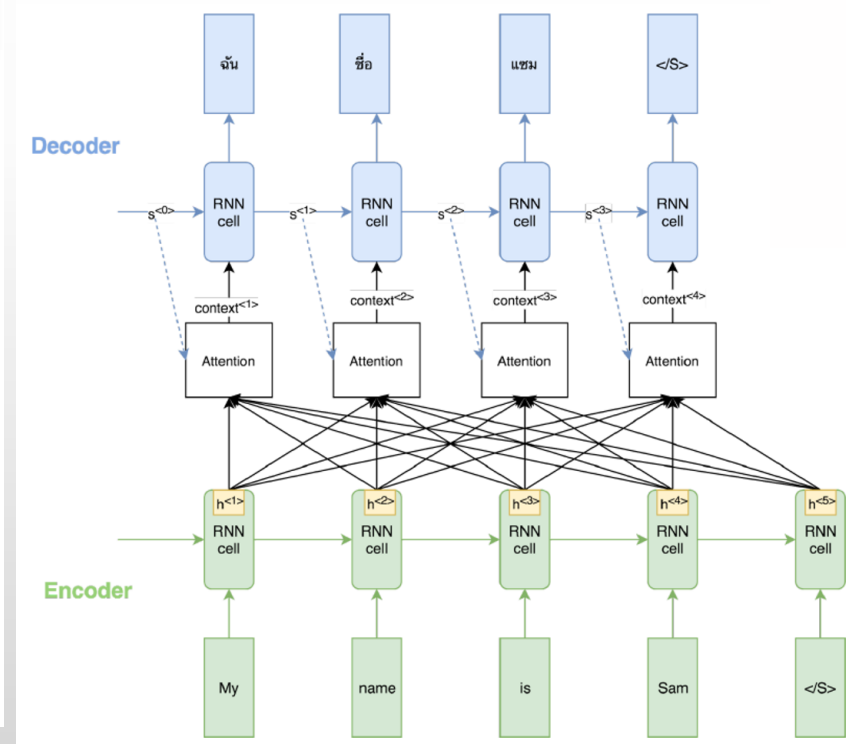 ฉัน ชื่อ แซม </S>
Decoder
RNN cell RNN cell RNN cell RNN cell
s<0> s<1> s<2> s<3>
context<1> context<2> context<3> context<4>
Attention Attention Attention Attention
h<1> h<2> h<3> h<4> h<5>
RNN cell RNN cell RNN cell RNN cell RNN cell
Encoder
My name is Sam </S>